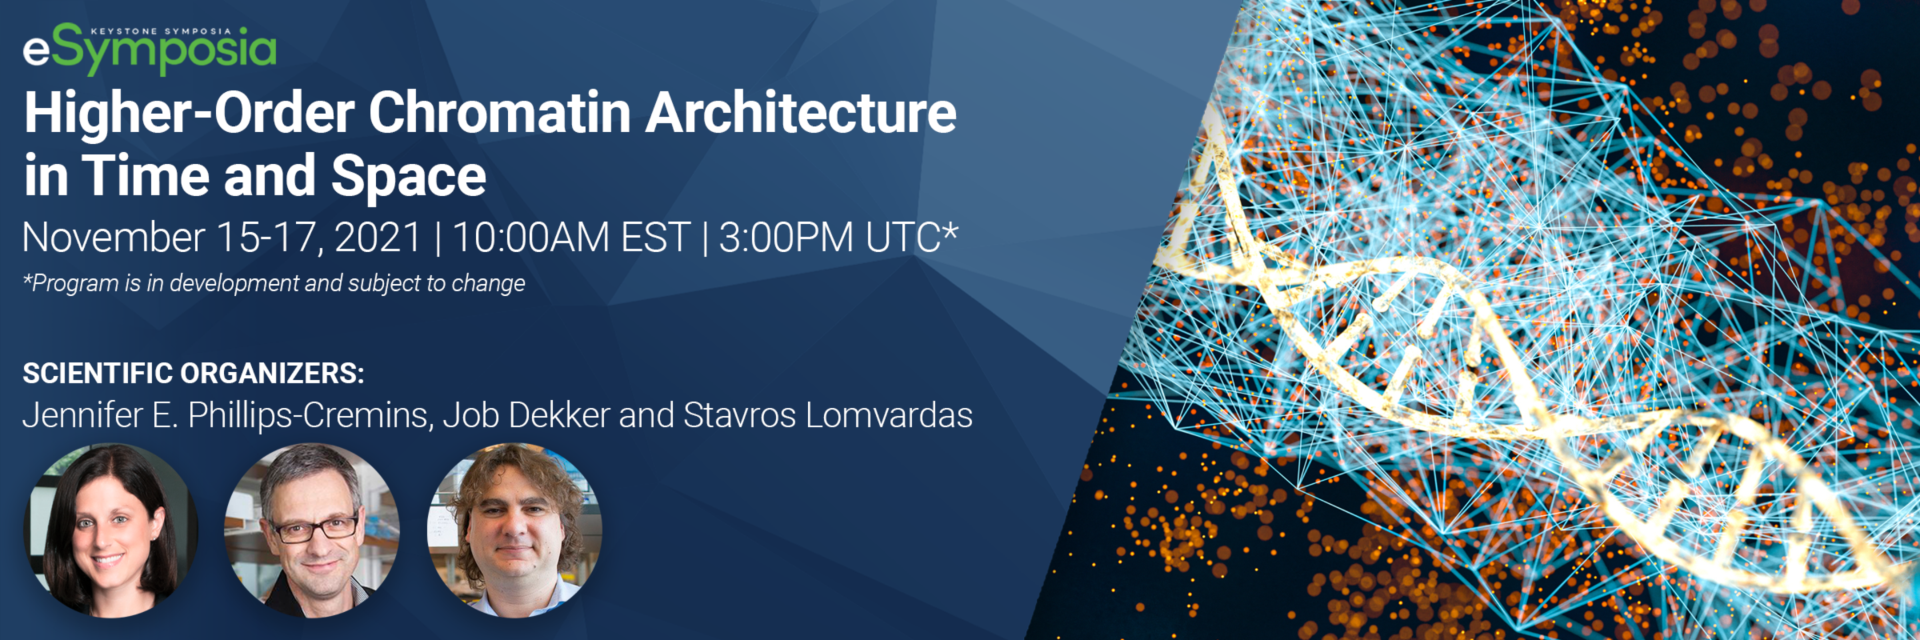 KEYSTONE SYMPOSIA
eSymposia
Higher-Order Chromatin Architecture
in Time and Space
November 15-17, 2021 | 10:00AM EST | 3:00PM UTC*
*Program is in development and subject to change
SCIENTIFIC ORGANIZERS:
Jennifer E. Phillips-Cremins, Job Dekker and Stavros Lomvardas